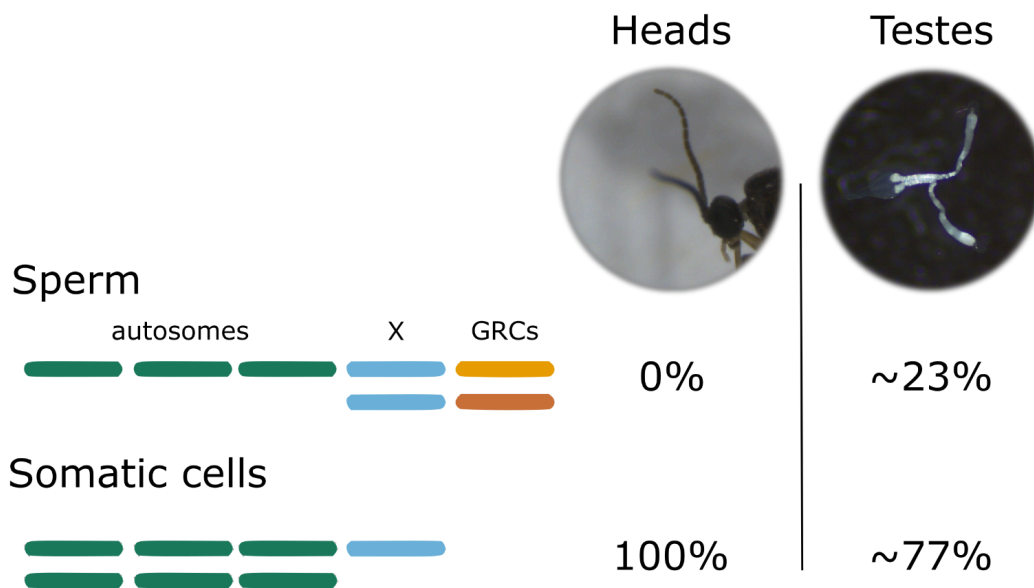 Heads Testes
Sperm
autosomes X GRCs
0% ~23%
Somatic cells
100% ~77%